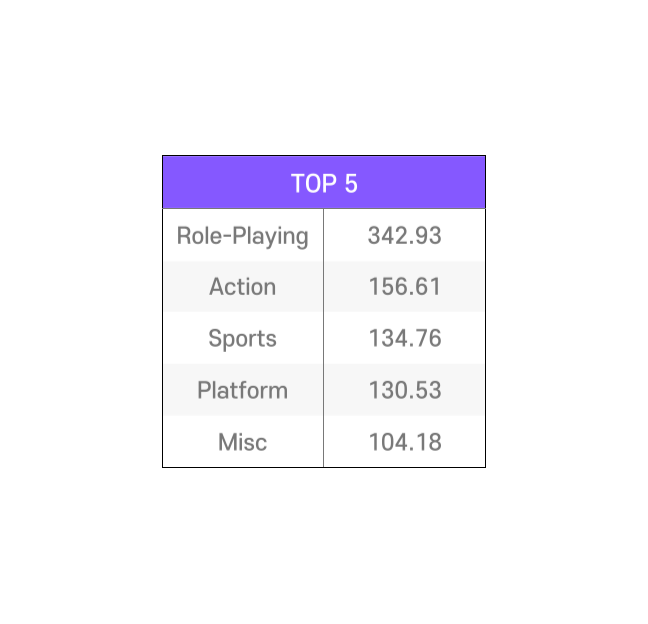 TOP 5
Role-Playing 342.93
Action 156.61
Sports 134.76
Platform 130.53
Misc 104.18